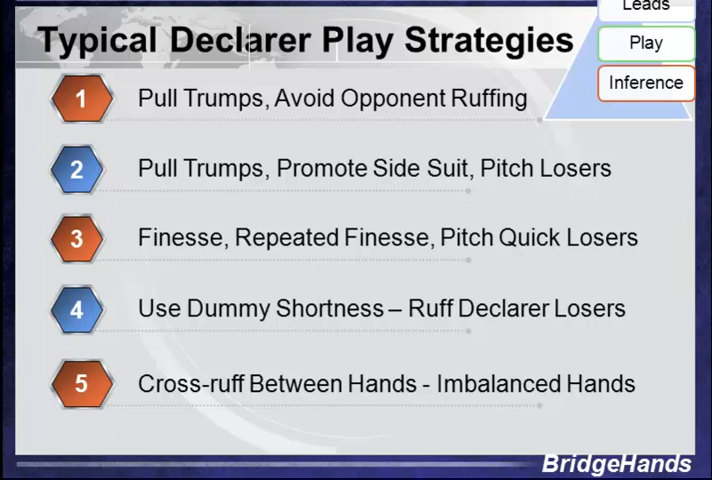 Leads
Typical Declarer Play Strategies
Play
Inference
1 Pull Trumps, Avoid Opponent Ruffing
2 Pull Trumps, Promote Side Suit, Pitch Losers
3 Finesse, Repeated Finesse, Pitch Quick Losers
4 Use Dummy Shortness – Ruff Declarer Losers
5 Cross-ruff Between Hands - Imbalanced Hands
BridgeHands